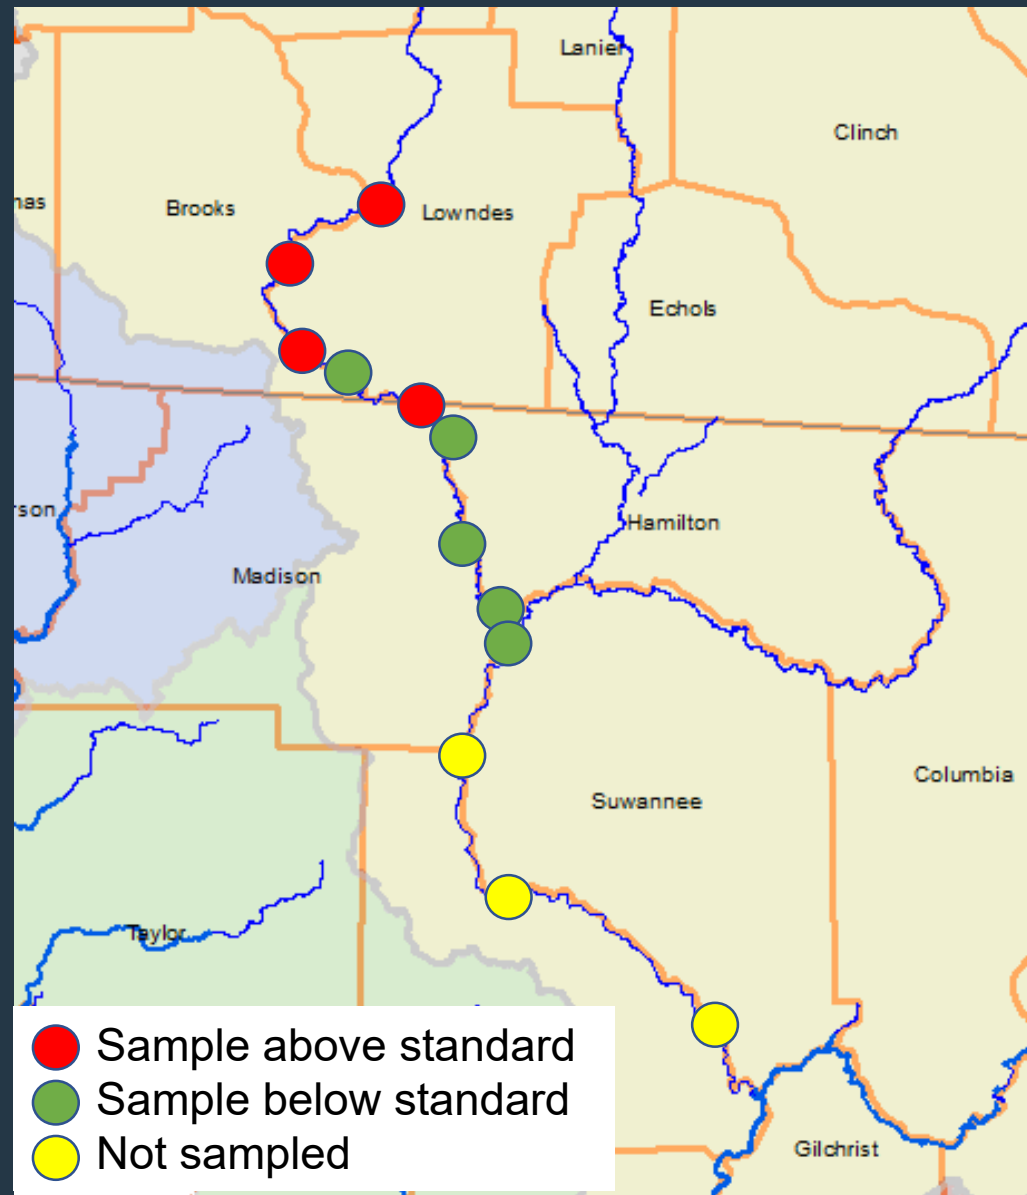 Lanier
Clinch
nas
Brooks
Lowndes
Echols
rson
Hamilton
Madison
Columbia
Suwannee
Taylor
Sample above standard
Sample below standard
Not sampled
Gilchrist